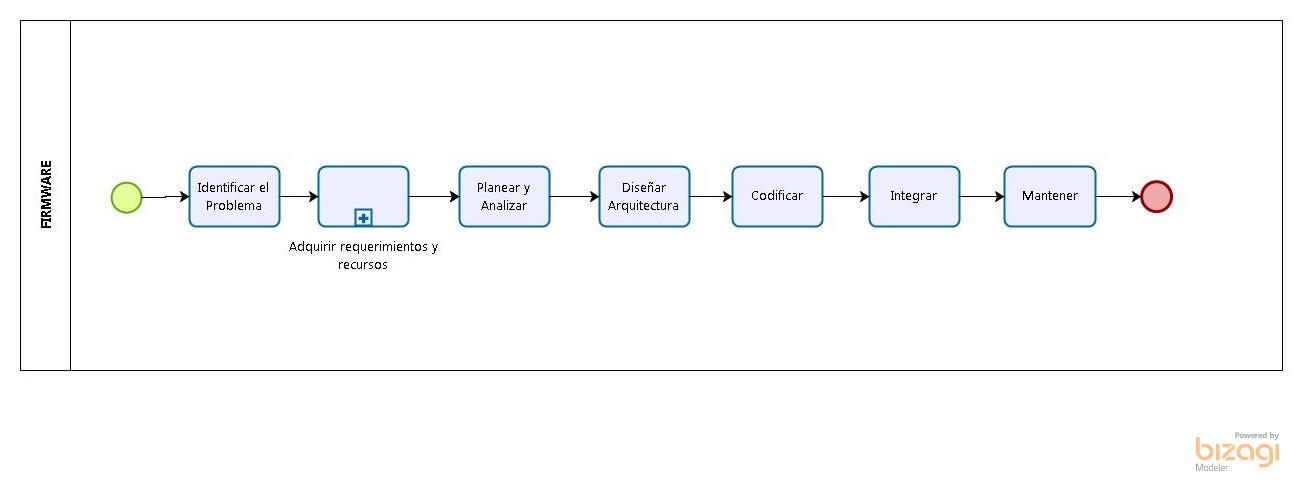 FIRMWARE
Identificar el
Problema
Adquirir requerimientos y
recursos
Planear y
Analizar
Diseñar
Arquitectura
Codificar
Integrar
Mantener
Powered by
bizagi
Modeler